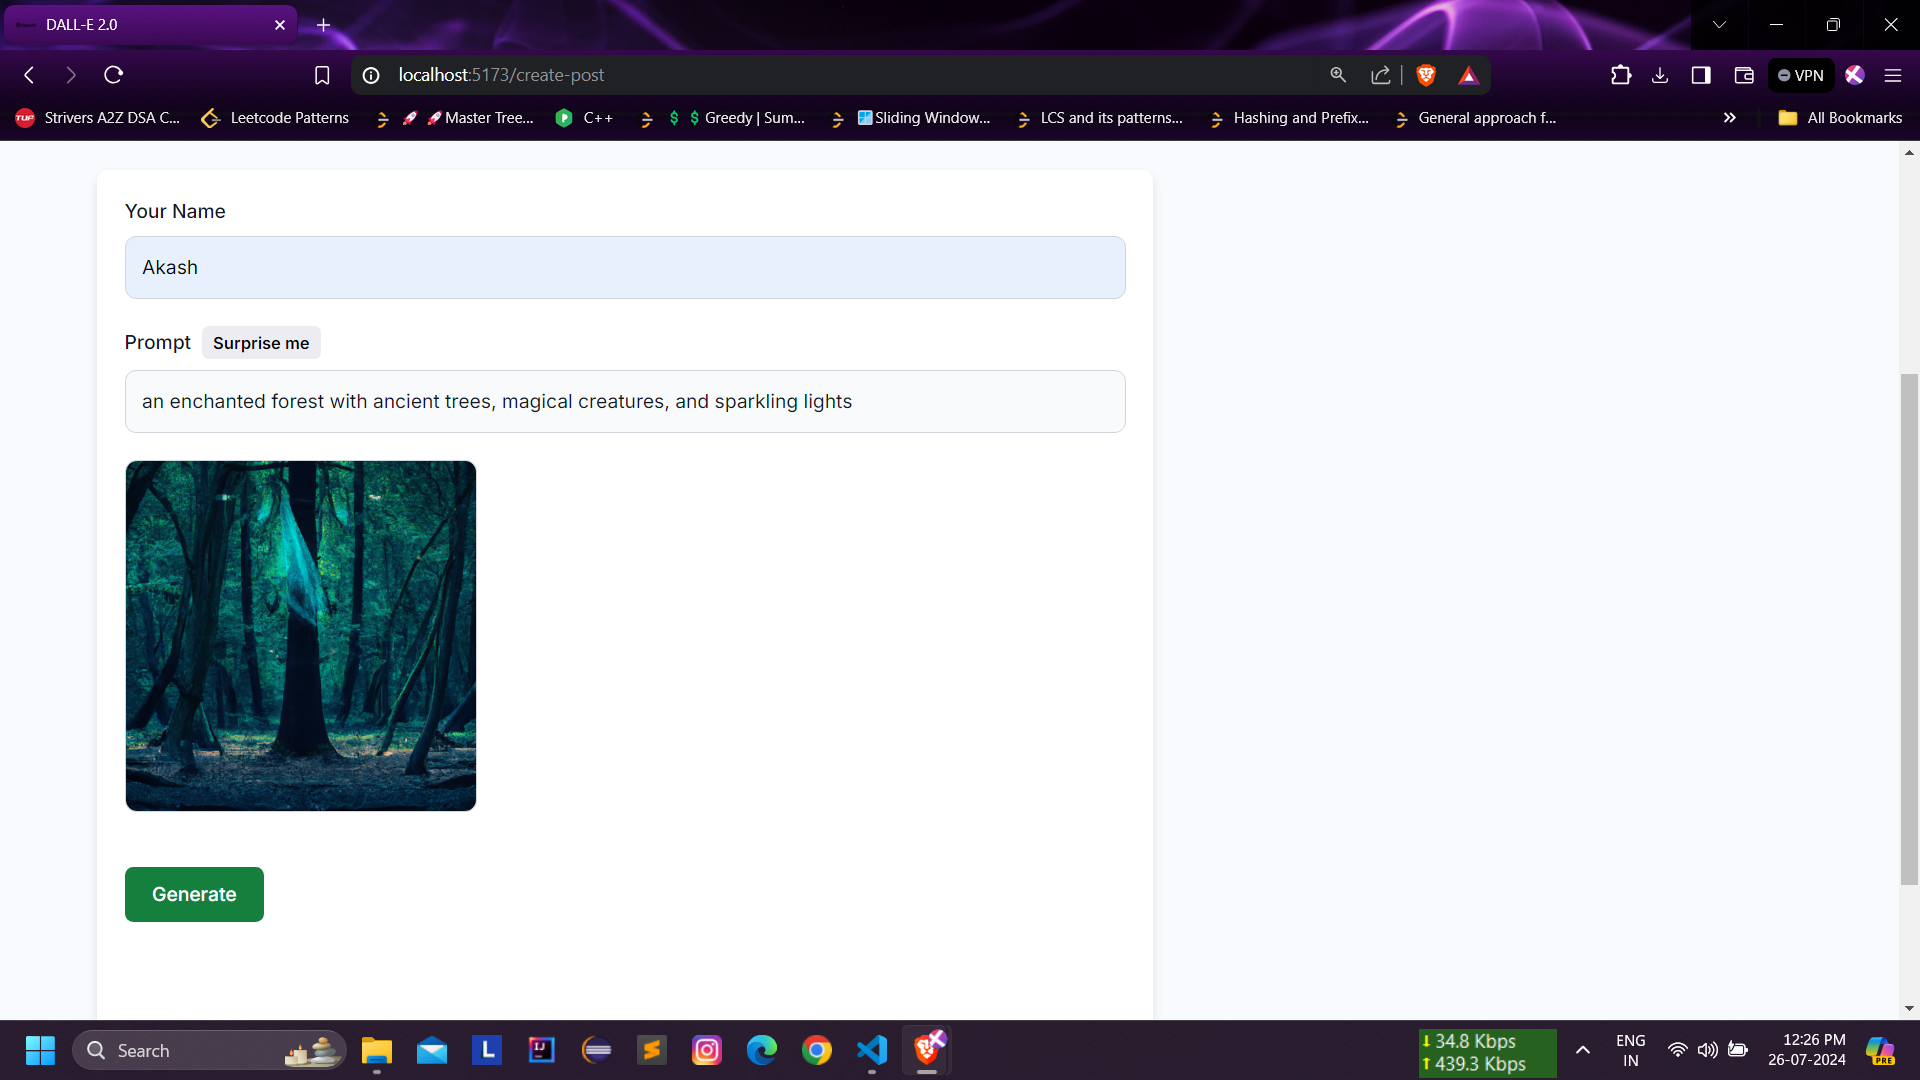 DALL-E 2.0
localhost:5173/create-post
VPN
TUF Strivers A2Z DSA C...
Leetcode Patterns
Master Tree...
C++
$ $ Greedy | Sum...
Sliding Window...
LCS and its patterns...
Hashing and Prefix...
General approach f...
All Bookmarks
Your Name
Akash
Prompt
Surprise me
an enchanted forest with ancient trees, magical creatures, and sparkling lights
Generate
Search
L
IJ
34.8 Kbps
439.3 Kbps
ENG
IN
12:26 PM
26-07-2024
PRE